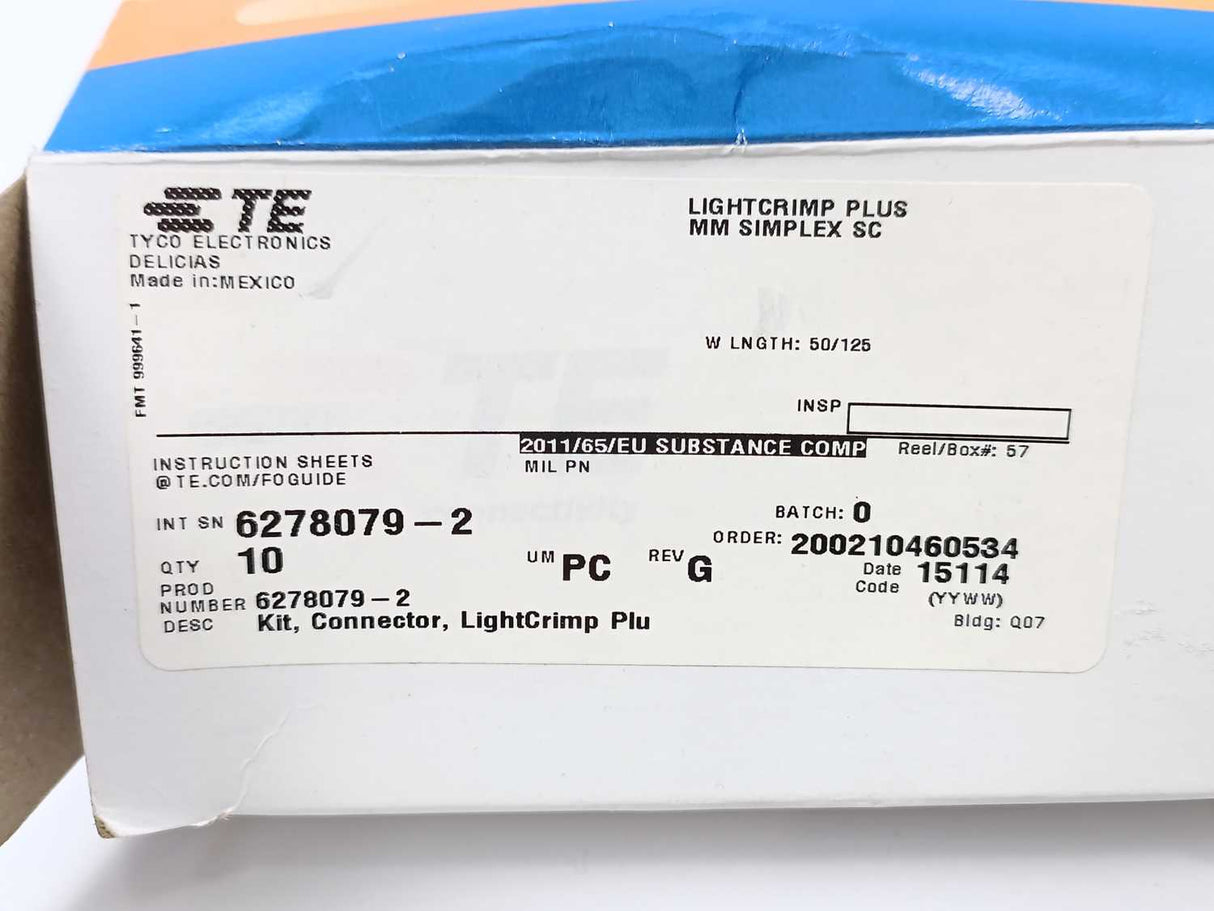 TE
TYCO ELECTRONICS
DELICIAS
Made in:MEXICO
FMT 999641-1
LIGHTCRIMP PLUS
MM SIMPLEX SC
W LNGTH: 50/125
INSP
2011/65/EU SUBSTANCE COMP
Reel/Box#: 57
MIL PN
INSTRUCTION SHEETS
@TE.COM/FOGUIDE
INT SN 6278079-2
BATCH: 0
QTY 10
UM PC
REV G
ORDER: 200210460534
Date Code 15114
(YYWW)
PROD
NUMBER 6278079-2
DESC Kit, Connector, LightCrimp Plu
Bldg: Q07